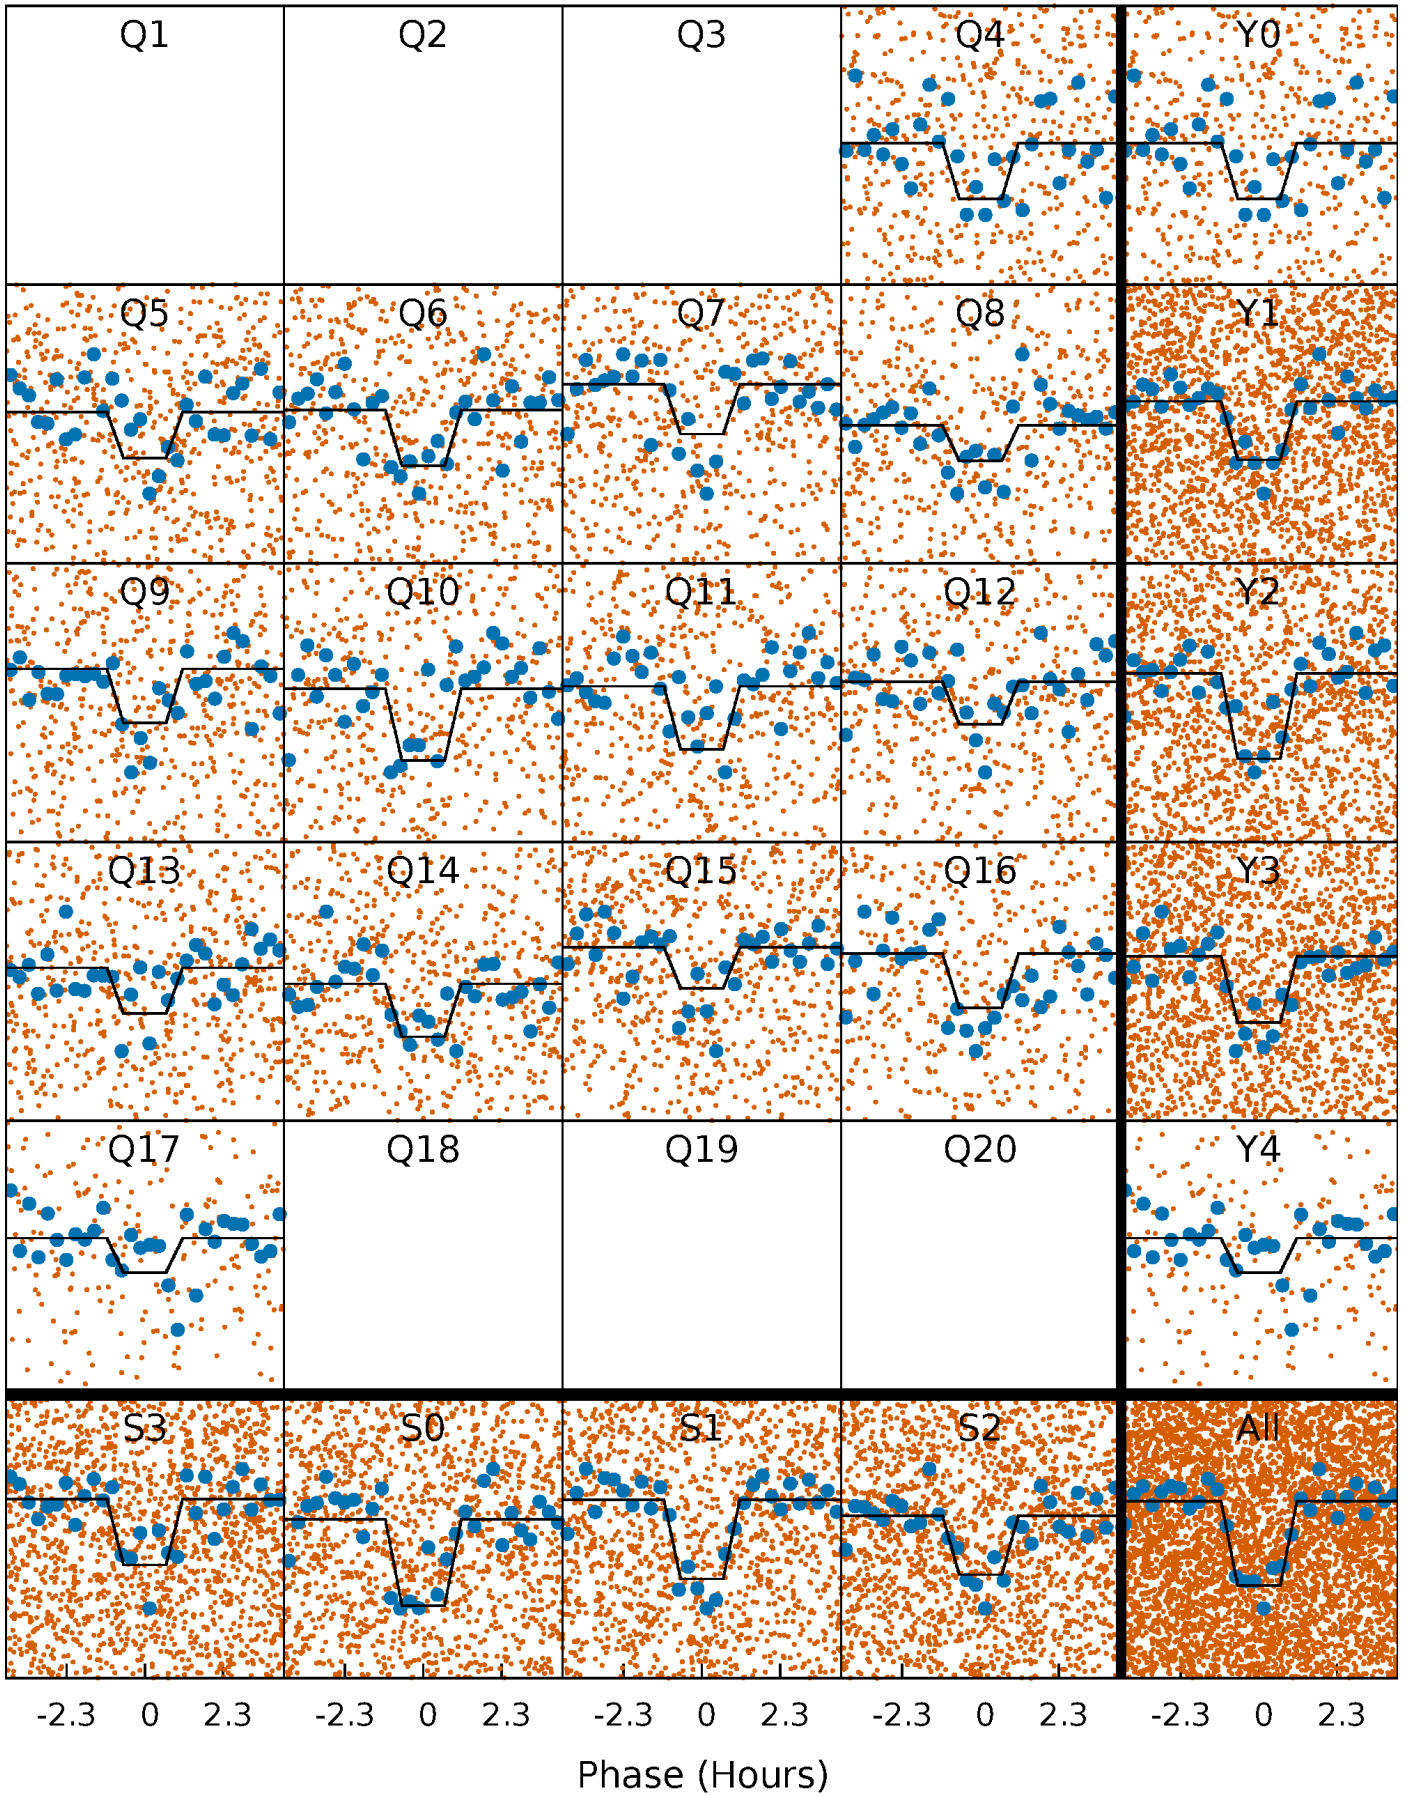 Q1 Q2 Q3 Q4 Y0
Q5 Q6 Q7 Q8 Y1
Q9 Q10 Q11 Q12 Y2
Q13 Q14 Q15 Q16 Y3
Q17 Q18 Q19 Q20 Y4
S3 S0 S1 S2 All
-2.3 0 2.3 -2.3 0 2.3 -2.3 0 2.3 -2.3 0 2.3 -2.3 2.3
Phase (Hours)